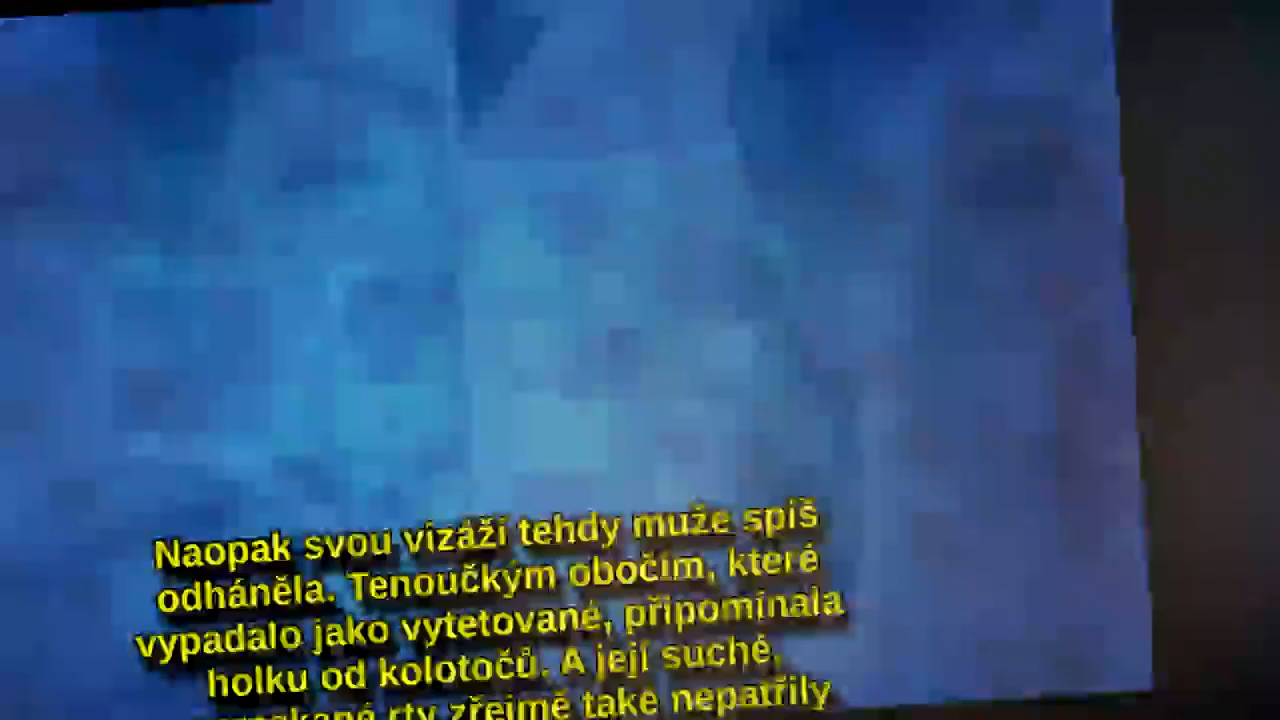 Naopak svou vizáží tehdy muže spíš
odháněla. Tenoučkým obočím, které
vypadalo jako vytetované, připomínala
holku od kolotočů. A její suché,
rty zřejmě také nepatřily